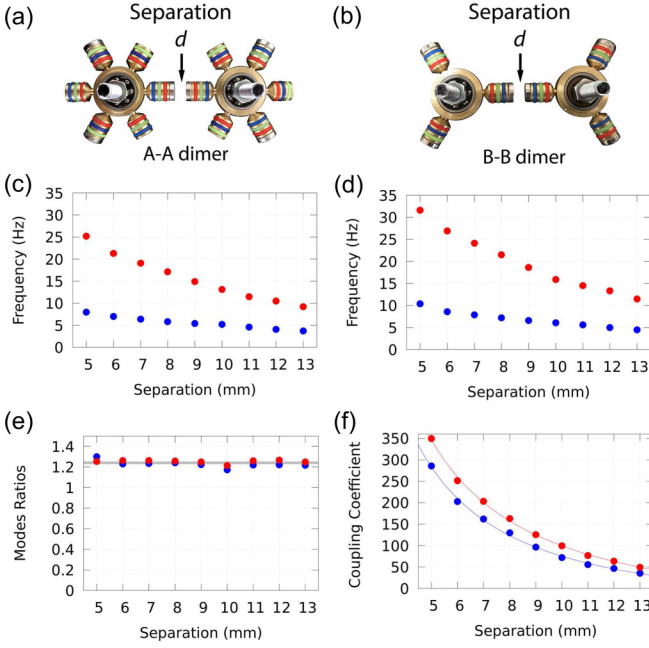 (a)
Separation
d
A-A dimer
(b)
Separation
d
B-B dimer
(c)
35
30
25
20
15
10
5
0
Frequency (Hz)
5 6 7 8 9 10 11 12 13
Separation (mm)
(d)
35
30
25
20
15
10
5
0
Frequency (Hz)
5 6 7 8 9 10 11 12 13
Separation (mm)
(e)
1.4
1.2
1
0.8
0.6
0.4
0.2
0
Modes Ratios
5 6 7 8 9 10 11 12 13
Separation (mm)
(f)
350
300
250
200
150
100
50
0
Coupling Coefficient
5 6 7 8 9 10 11 12 13
Separation (mm)